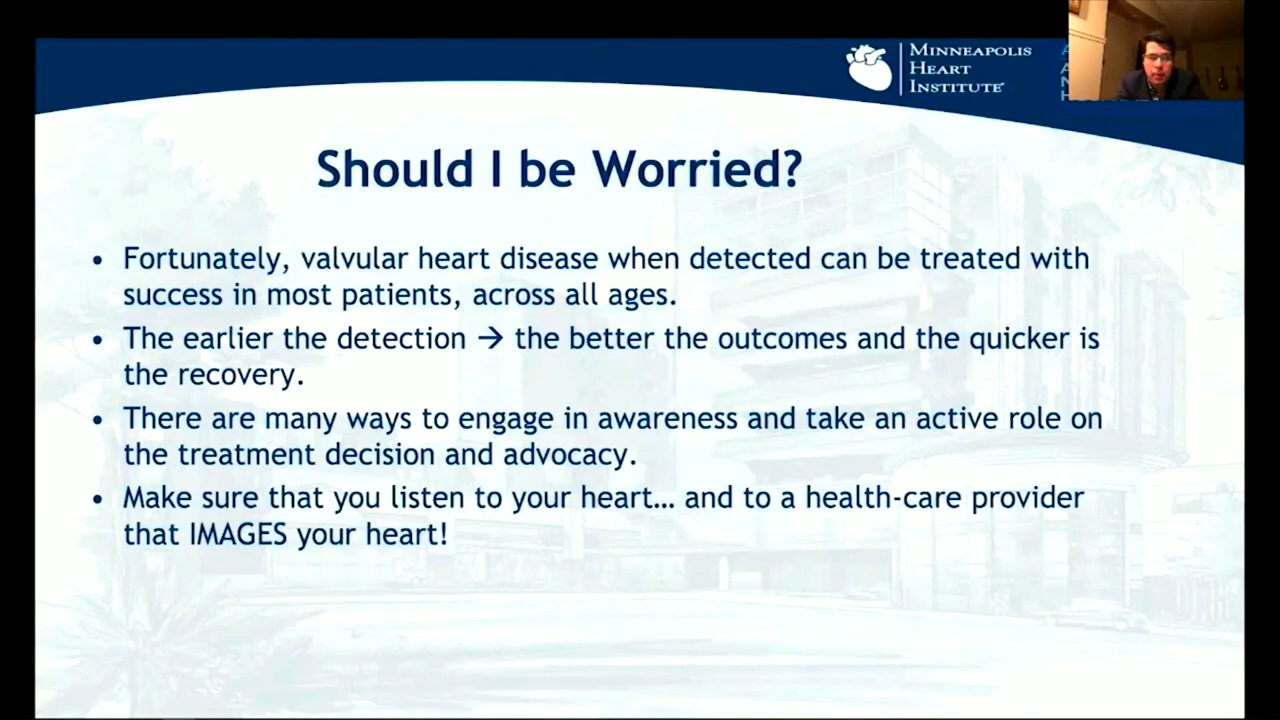 MINNEAPOLIS
HEART
INSTITUTE
Should I be Worried?
• Fortunately, valvular heart disease when detected can be treated with
success in most patients, across all ages.
• The earlier the detection → the better the outcomes and the quicker is
the recovery.
• There are many ways to engage in awareness and take an active role on
the treatment decision and advocacy.
• Make sure that you listen to your heart… and to a health-care provider
that IMAGES your heart!